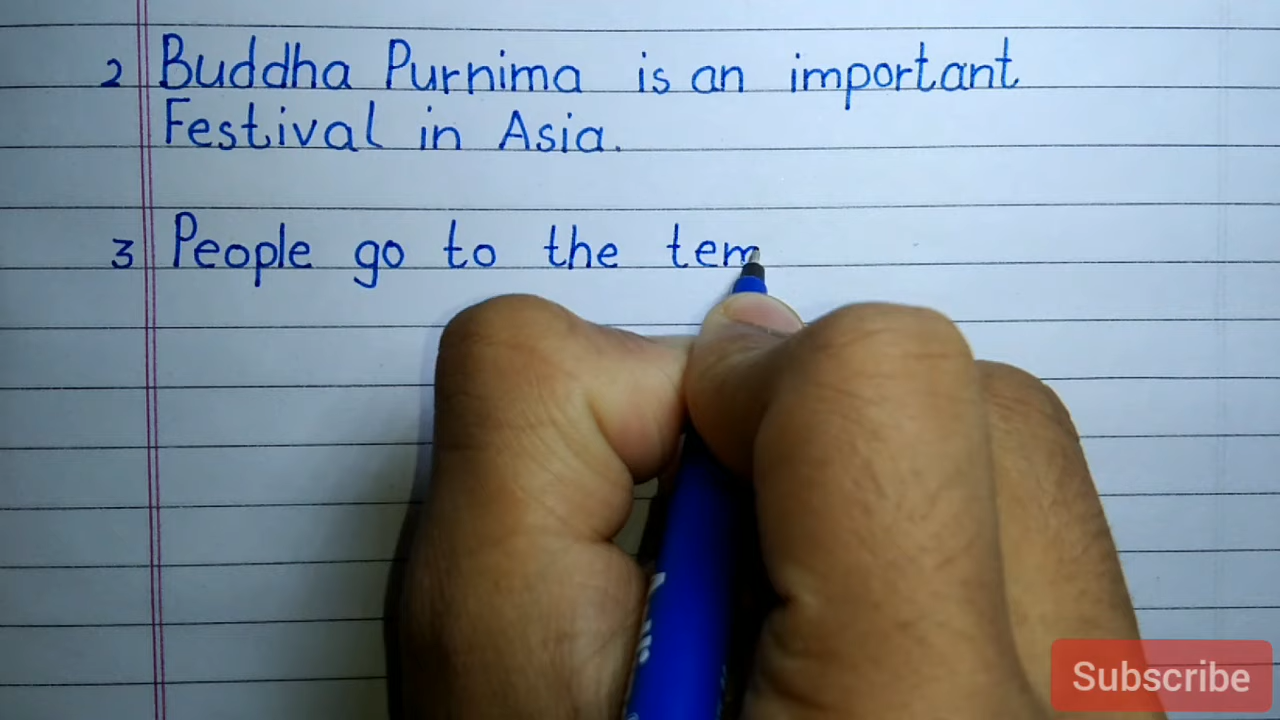 2 Buddha Purnima is an important
Festival in Asia.
3 People go to the tem
Subscribe